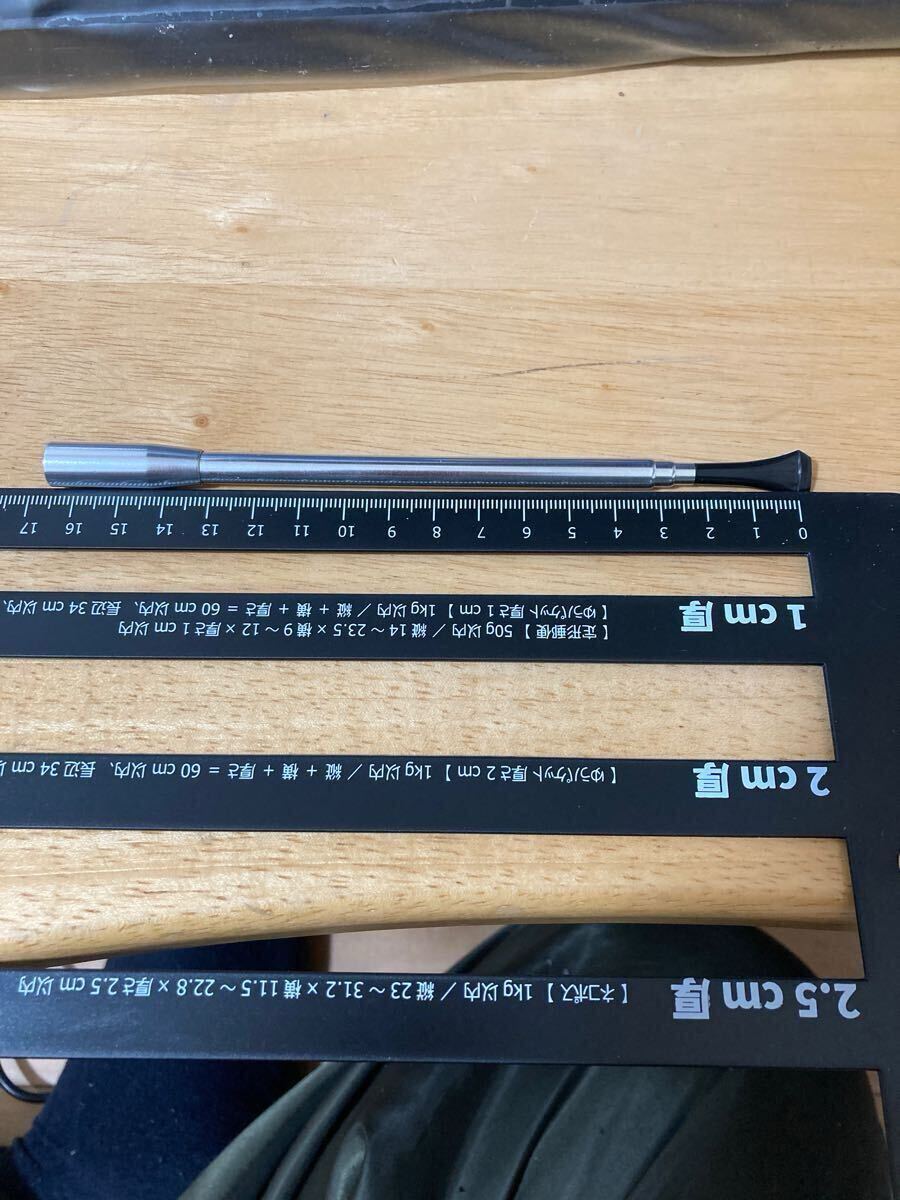 2.5 cm 厚 【ネコポス】1kg 以内 ／ 縦 23 ～ 31.2 × 横 11.5 ～ 22.8 × 厚さ 2.5 cm 以内
2 cm 厚 【ゆうパケット厚さ 2 cm】1kg 以内 ／ 縦 + 横 + 厚さ = 60 cm 以内、長辺 34 cm 以
1 cm 厚
【定形郵便】50g 以内 ／ 縦 14 ～ 23.5 × 横 9 ～ 12 × 厚さ 1 cm 以内
【ゆうパケット厚さ 1 cm】1kg 以内 ／ 縦 + 横 + 厚さ = 60 cm 以内、長辺 34 cm 以内、
0 1 2 3 4 5 6 7 8 9 10 11 12 13 14 15 16 17